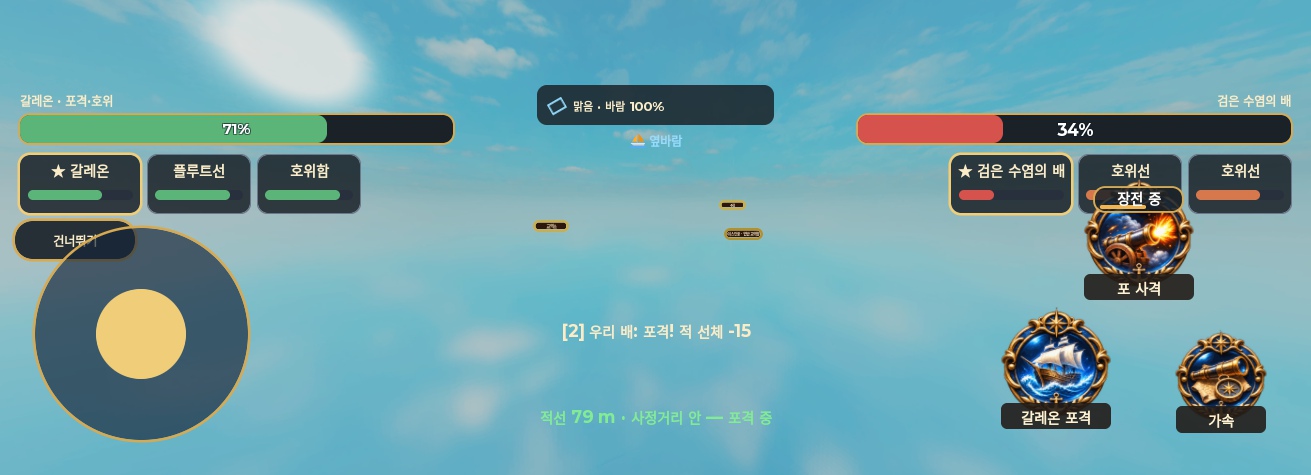 갈레온 · 포격·호위
71%
★ 갈레온
플루트선
호위함
건너뛰기
맑음 · 바람 100%
옆바람
검은 수염의 배
34%
★ 검은 수염의 배
호위선
호위선
장전 중
포 사격
[2] 우리 배: 포격! 적 선체 -15
적선 79 m · 사정거리 안 — 포격 중
갈레온 포격
가속